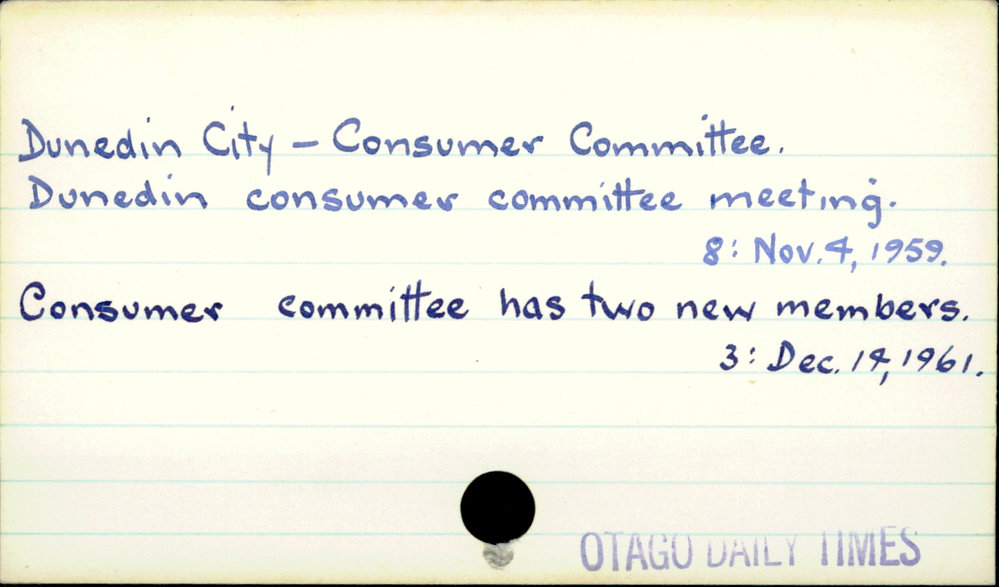 Dunedin City – Consumer Committee.
Dunedin consumer committee meeting.
8: Nov. 4, 1959.
Consumer committee has two new members.
3: Dec. 14, 1961.
OTAGO DAILY TIMES